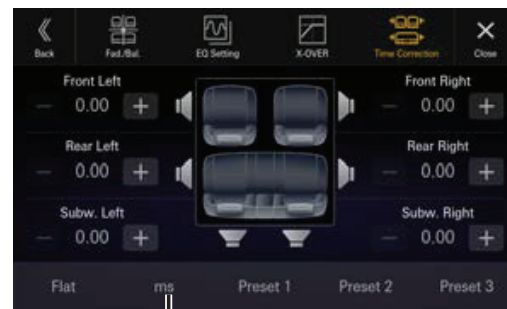 Back Fad./Bal. EQ Setting X-OVER Time Correction Close
Front Left Front Right
0.00 0.00
Rear Left Rear Right
0.00 0.00
Subw. Left Subw. Right
0.00 0.00
Flat ms Preset 1 Preset 2 Preset 3